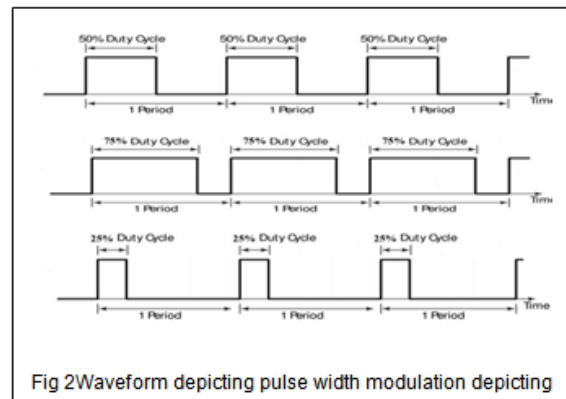 50% Duty Cycle 50% Duty Cycle 50% Duty Cycle
Time
1 Period 1 Period 1 Period
75% Duty Cycle 75% Duty Cycle 75% Duty Cycle
Time
1 Period 1 Period 1 Period
25% Duty Cycle 25% Duty Cycle 25% Duty Cycle
Time
1 Period 1 Period 1 Period
Fig 2Waveform depicting pulse width modulation depicting